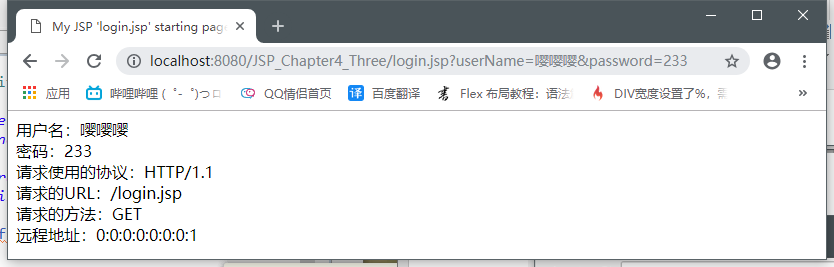 My JSP 'login.jsp' starting page
localhost:8080/JSP_Chapter4_Three/login.jsp?userName=嘤嘤嘤&password=233
应用 哔哩哔哩 ( ゜- ゜)つロ QQ情侣首页 译 百度翻译 书 Flex 布局教程：语法 DIV宽度设置了%，需 »
用户名：嘤嘤嘤
密码：233
请求使用的协议：HTTP/1.1
请求的URL：/login.jsp
请求的方法：GET
远程地址：0:0:0:0:0:0:0:1